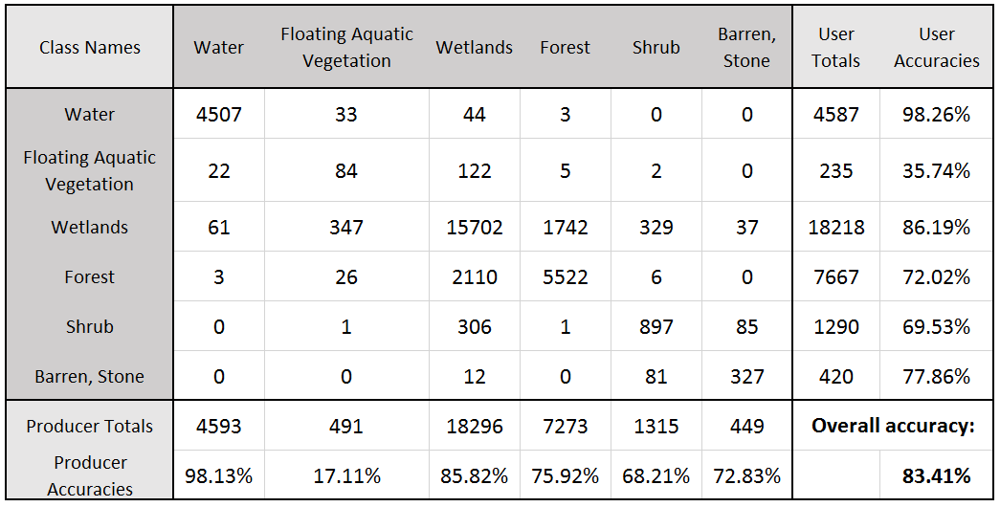 Class Names Water Floating Aquatic Vegetation Wetlands Forest Shrub Barren, Stone User Totals User Accuracies
Water 4507 33 44 3 0 0 4587 98.26%
Floating Aquatic Vegetation 22 84 122 5 2 0 235 35.74%
Wetlands 61 347 15702 1742 329 37 18218 86.19%
Forest 3 26 2110 5522 6 0 7667 72.02%
Shrub 0 1 306 1 897 85 1290 69.53%
Barren, Stone 0 0 12 0 81 327 420 77.86%
Producer Totals 4593 491 18296 7273 1315 449 Overall accuracy:
Producer Accuracies 98.13% 17.11% 85.82% 75.92% 68.21% 72.83% 83.41%